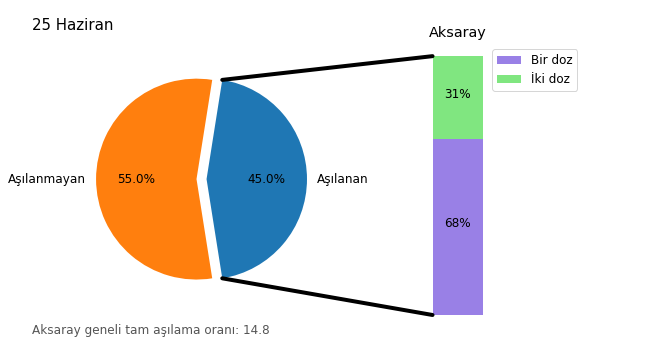 25 Haziran
Aksaray
Bir doz
İki doz
31%
Aşılanmayan
55.0%
45.0%
Aşılanan
68%
Aksaray geneli tam aşılama oranı: 14.8